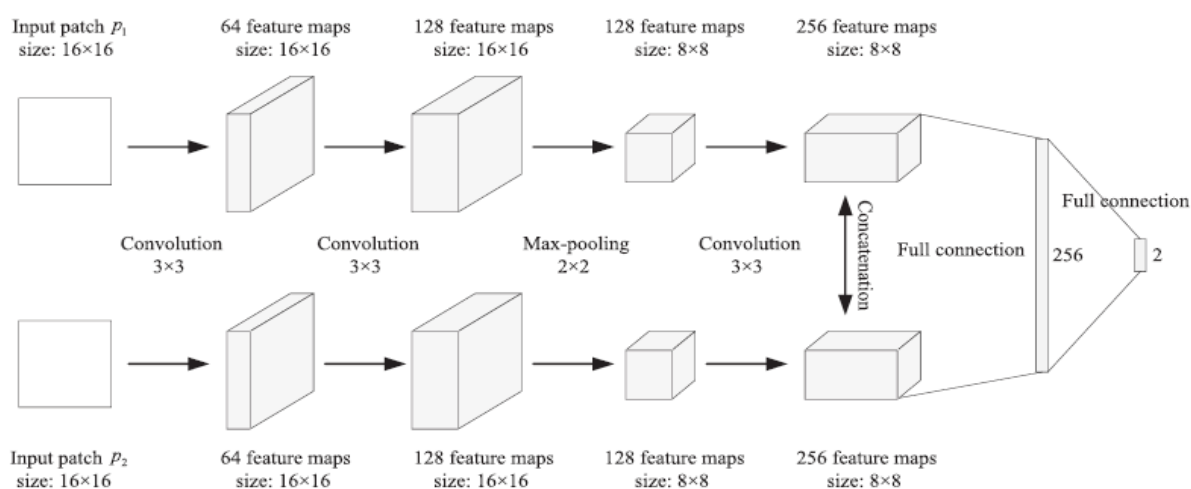 Input patch p₁
size: 16×16
64 feature maps
size: 16×16
128 feature maps
size: 16×16
128 feature maps
size: 8×8
256 feature maps
size: 8×8
Full connection
Convolution
3×3
Convolution
3×3
Max-pooling
2×2
Convolution
3×3
Concatenation
Full connection
256
2
Input patch p₂
size: 16×16
64 feature maps
size: 16×16
128 feature maps
size: 16×16
128 feature maps
size: 8×8
256 feature maps
size: 8×8